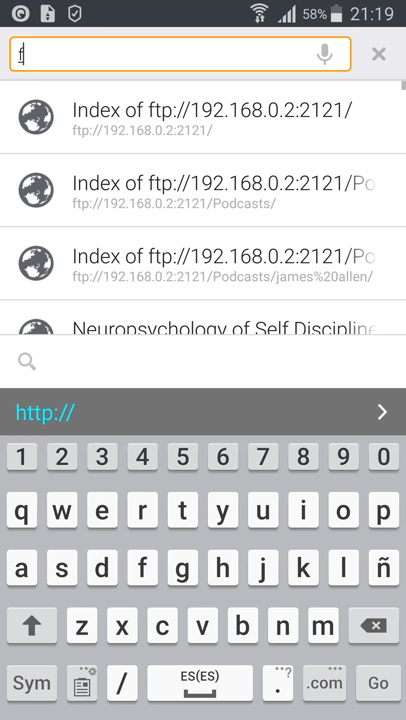 58% 21:19
f
Index of ftp://192.168.0.2:2121/
ftp://192.168.0.2:2121/
Index of ftp://192.168.0.2:2121/Po
ftp://192.168.0.2:2121/Podcasts/
Index of ftp://192.168.0.2:2121/Po
ftp://192.168.0.2:2121/Podcasts/james%20allen/
Neuropsychology of Self Discipline
http://
1 2 3 4 5 6 7 8 9 0
q w e r t y u i o p
a s d f g h j k l ñ
z x c v b n m
Sym / ES(ES) . ...? .com ... Go